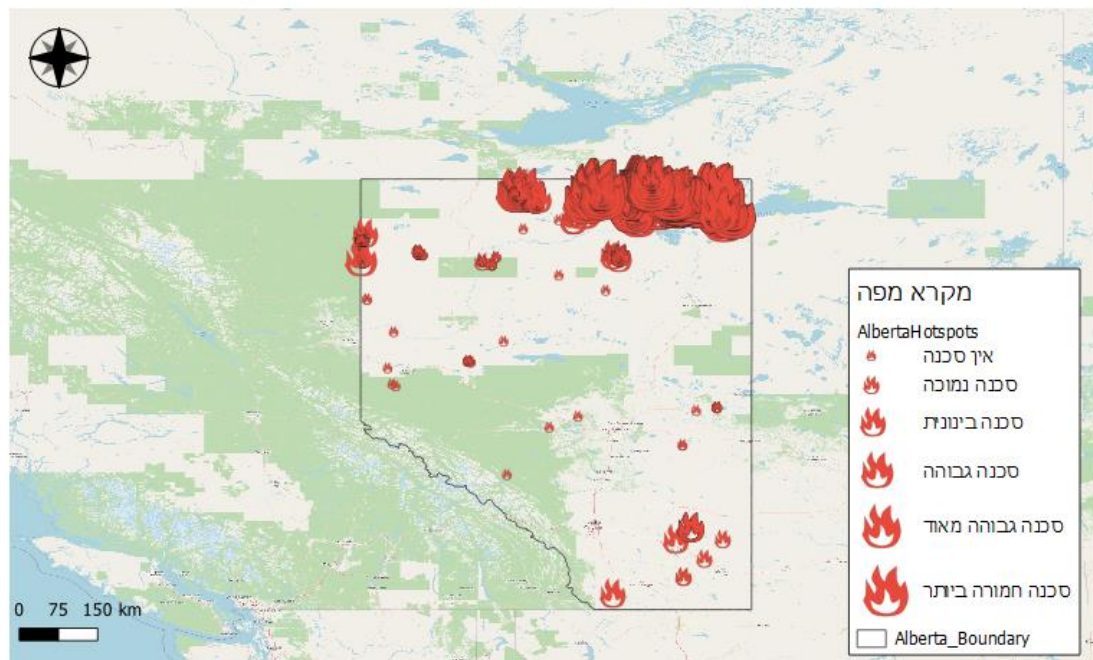 מקרא מפה
AlbertaHotspots
אין סכנה
סכנה נמוכה
סכנה בינונית
סכנה גבוהה
סכנה גבוהה מאוד
סכנה חמורה ביותר
Alberta_Boundary
0 75 150 km